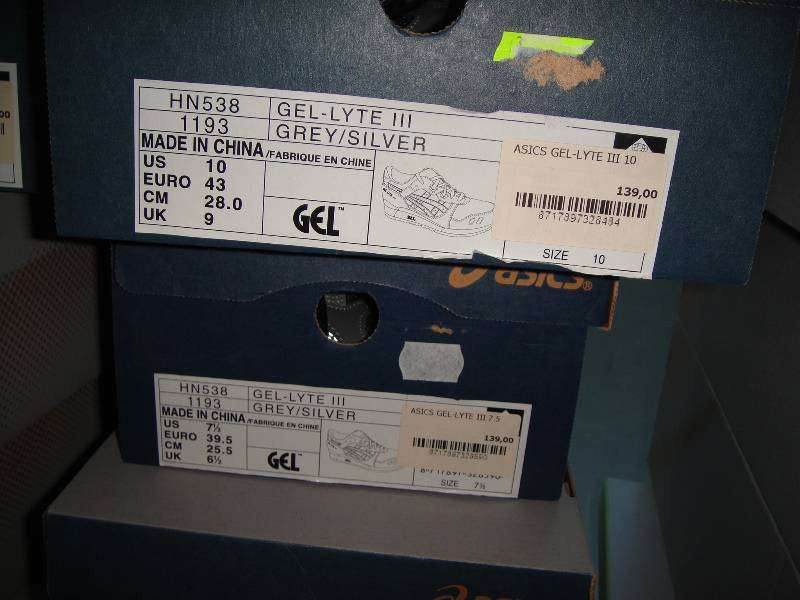 HN538 GEL-LYTE III
1193 GREY/SILVER
MADE IN CHINA/FABRIQUE EN CHINE
US 10
EURO 43
CM 28.0
UK 9
GEL™
GEL
ASICS GEL-LYTE III 10
139,00
8717897328484
SIZE 10
asics®
HN538 GEL-LYTE III
1193 GREY/SILVER
MADE IN CHINA/FABRIQUE EN CHINE
US 7½
EURO 39.5
CM 25.5
UK 6½
GEL™
ASICS GEL-LYTE III 7.5
139,00
SIZE 7½